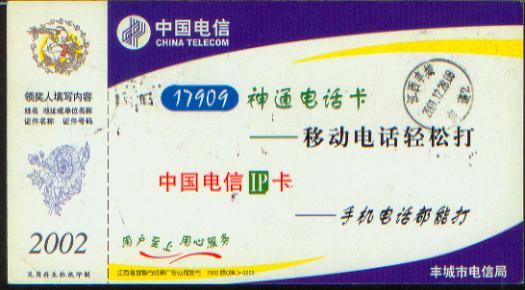 中国电信
CHINA TELECOM
领奖人填写内容
姓名 地址或单位名称
证件名称 证件号码
2002
17909 神通电话卡
——移动电话轻松打
中国电信IP卡
——手机电话都能打
用户至上 用心服务
丰城市电信局